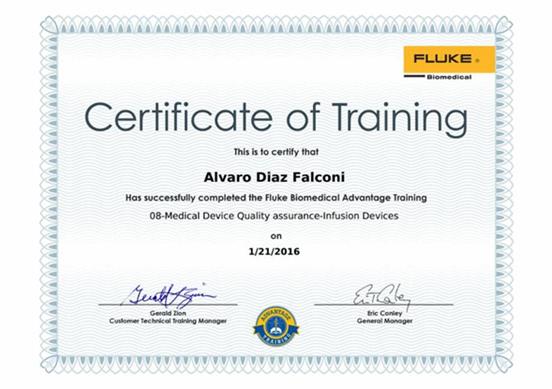 FLUKE®
Biomedical
Certificate of Training
This is to certify that
Alvaro Diaz Falconi
Has successfully completed the Fluke Biomedical Advantage Training
08-Medical Device Quality assurance-Infusion Devices
on
1/21/2016
Gerald Zion
Customer Technical Training Manager
ADVANTAGE
TRAINING
Eric Conley
General Manager